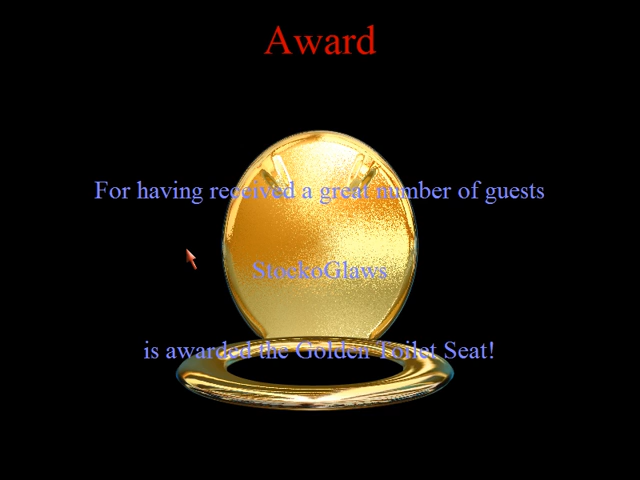 Award
For having received a great number of guests
StockoGlaws
is awarded the Golden Toilet Seat!